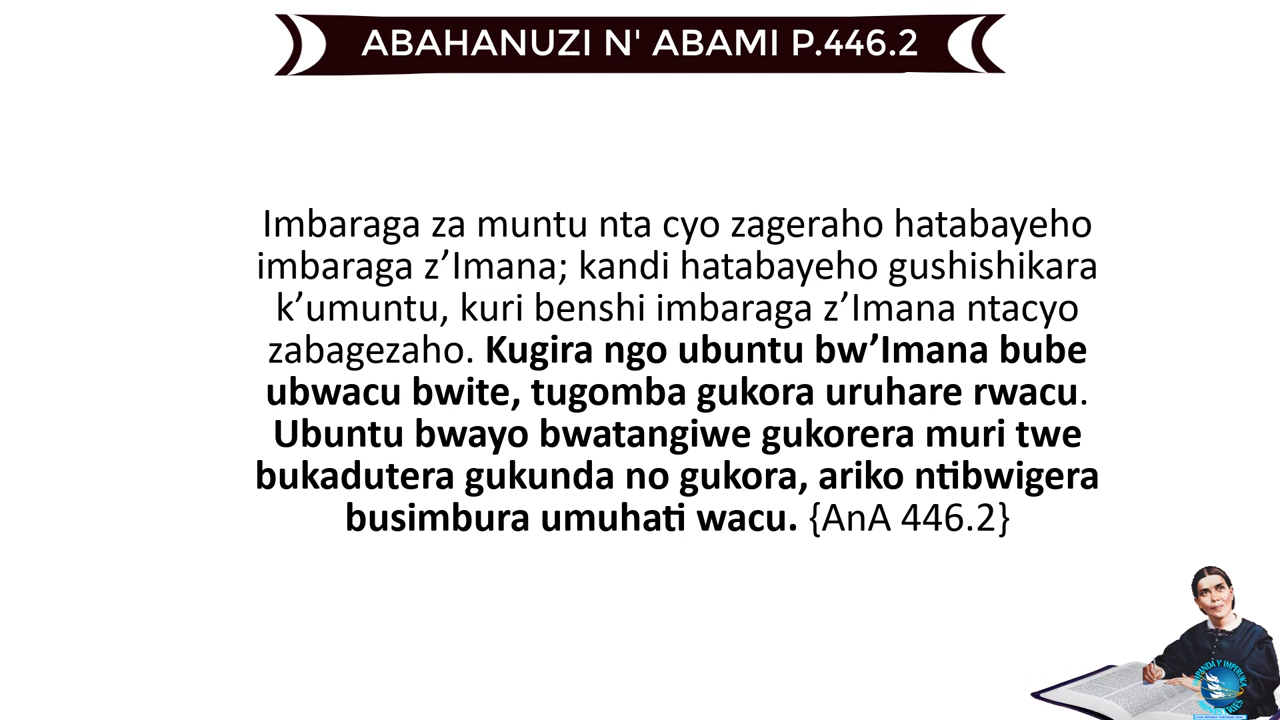 ABAHANUZI N' ABAMI P.446.2
Imbaraga za muntu nta cyo zageraho hatabayeho
imbaraga z’Imana; kandi hatabayeho gushishikara
k’umuntu, kuri benshi imbaraga z’Imana ntacyo
zabagezaho. Kugira ngo ubuntu bw’Imana bube
ubwacu bwite, tugomba gukora uruhare rwacu.
Ubuntu bwayo bwatangiwe gukorera muri twe
bukadutera gukunda no gukora, ariko ntibwigera
busimbura umuhati wacu. {AnA 446.2}